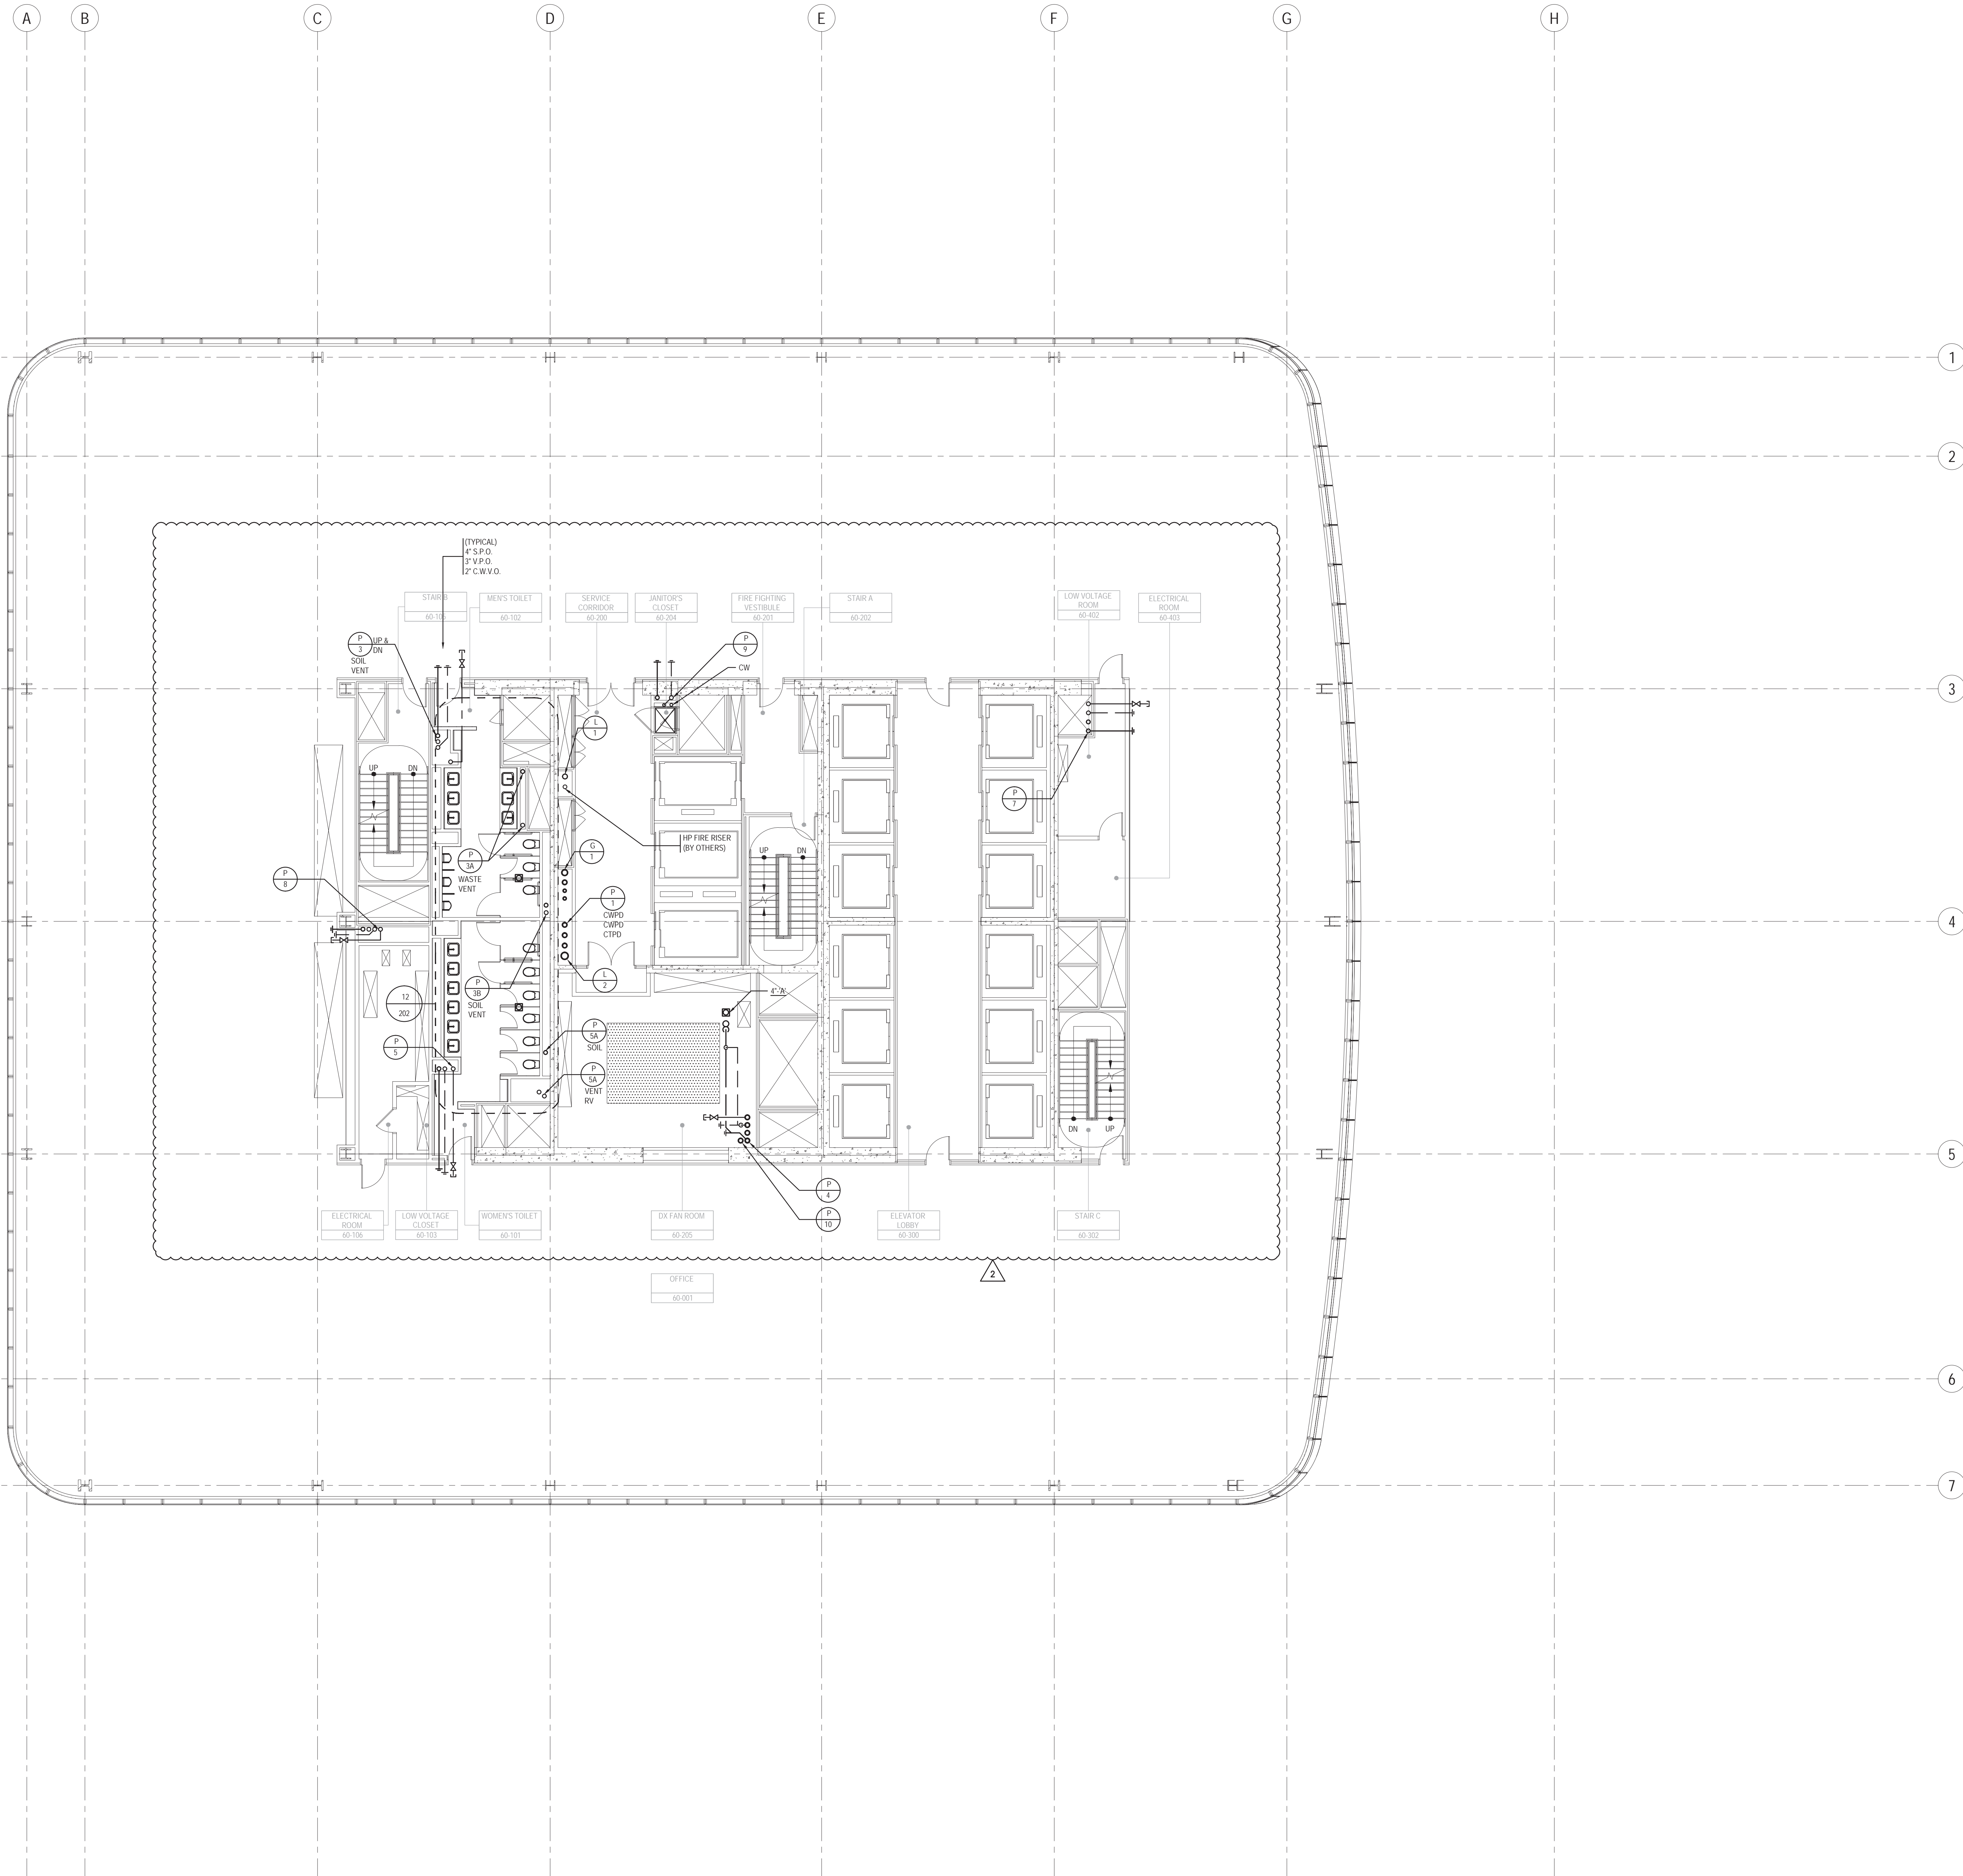 A
B
C
D
E
F
G
H
1
2
3
4
5
6
7
(TYPICAL)
4" S.P.O.
3" V.P.O.
2" C.W.V.O.
STAIR B
60-105
MEN'S TOILET
60-102
SERVICE
CORRIDOR
60-200
JANITOR'S
CLOSET
60-204
FIRE FIGHTING
VESTIBULE
60-201
STAIR A
60-202
LOW VOLTAGE
ROOM
60-402
ELECTRICAL
ROOM
60-403
P
3
UP &
DN
SOIL
VENT
P
9
CW
L
1
UP
DN
P
7
HP FIRE RISER
(BY OTHERS)
G
1
P
3A
WASTE
VENT
UP
DN
P
8
P
1
CWPD
CWPD
CTPD
L
2
P
3B
SOIL
VENT
4"-'A'
12
202
P
5A
SOIL
P
5
P
5A
VENT
RV
DN
UP
P
4
P
10
ELECTRICAL
ROOM
60-106
LOW VOLTAGE
CLOSET
60-103
WOMEN'S TOILET
60-101
DX FAN ROOM
60-205
ELEVATOR
LOBBY
60-300
STAIR C
60-302
2
OFFICE
60-001